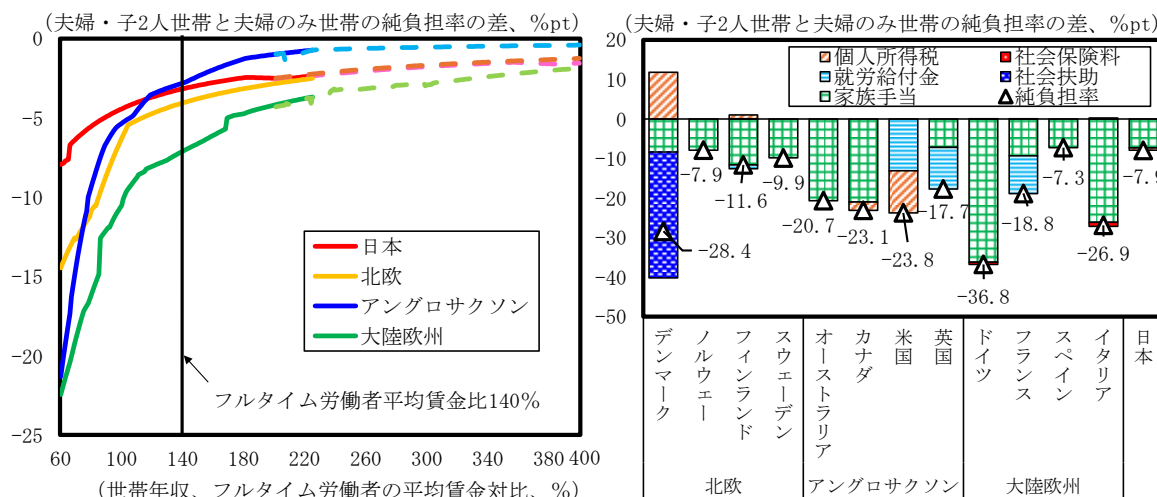 (夫婦・子2人世帯と夫婦のみ世帯の純負担率の差、%pt)
0
−5
−10
−15
−20
−25
60
100
140
180
220
260
300
340
380
400
日本
北欧
アングロサクソン
大陸欧州
フルタイム労働者平均賃金比140%
(世帯年収、フルタイム労働者の平均賃金対比、%)
(夫婦・子2人世帯と夫婦のみ世帯の純負担率の差、%pt)
20
10
0
−10
−20
−30
−40
−50
個人所得税
社会保険料
就労給付金
社会扶助
家族手当
純負担率
−28.4
−7.9
−11.6
−9.9
−20.7
−23.1
−23.8
−17.7
−36.8
−18.8
−7.3
−26.9
−7.9
デンマーク
ノルウェー
フィンランド
スウェーデン
オーストラリア
カナダ
米国
英国
ドイツ
フランス
スペイン
イタリア
日本
北欧
アングロサクソン
大陸欧州